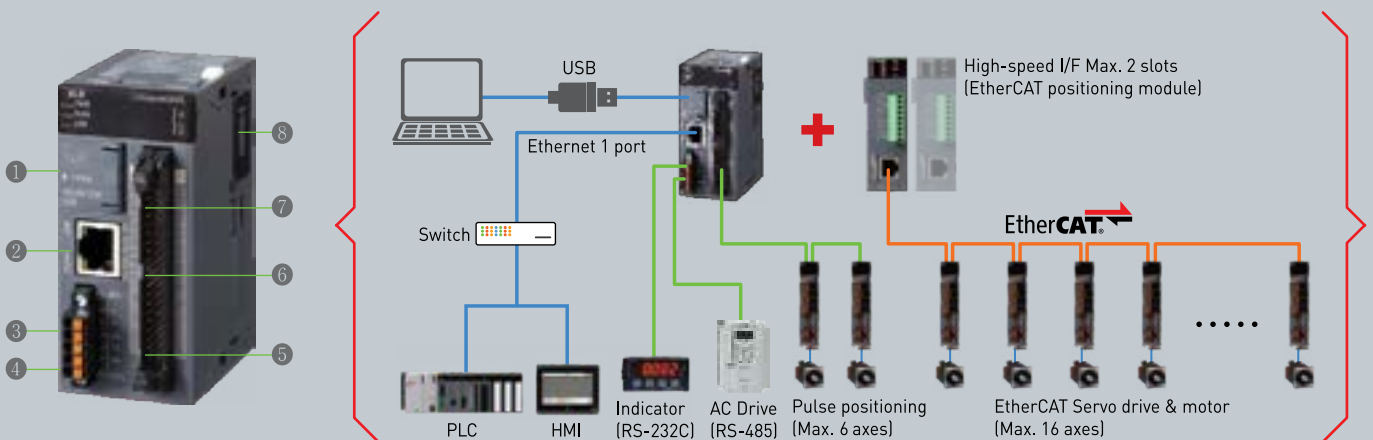 1
2
3
4
5
6
7
8
USB
Ethernet 1 port
High-speed I/F Max. 2 slots
(EtherCAT positioning module)
Switch
EtherCAT®
PLC
HMI
Indicator
(RS-232C)
AC Drive
(RS-485)
Pulse positioning
(Max. 6 axes)
EtherCAT Servo drive & motor
(Max. 16 axes)